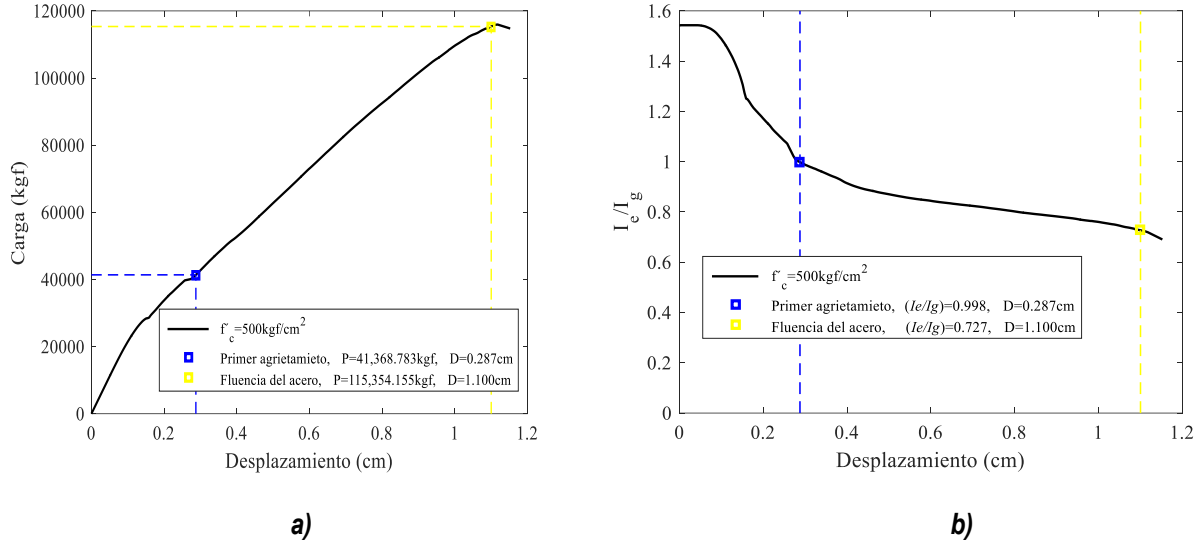 120000
100000
80000
60000
40000
20000
0
Carga (kgf)
0 0.2 0.4 0.6 0.8 1 1.2
Desplazamiento (cm)
f´c=500kgf/cm²
Primer agrietamieto, P=41,368.783kgf, D=0.287cm
Fluencia del acero, P=115,354.155kgf, D=1.100cm
a)
1.6
1.4
1.2
1
0.8
0.6
0.4
0.2
0
I_e/I_g
0 0.2 0.4 0.6 0.8 1 1.2
Desplazamiento (cm)
f´c=500kgf/cm²
Primer agrietamieto, (Ie/Ig)=0.998, D=0.287cm
Fluencia del acero, (Ie/Ig)=0.727, D=1.100cm
b)